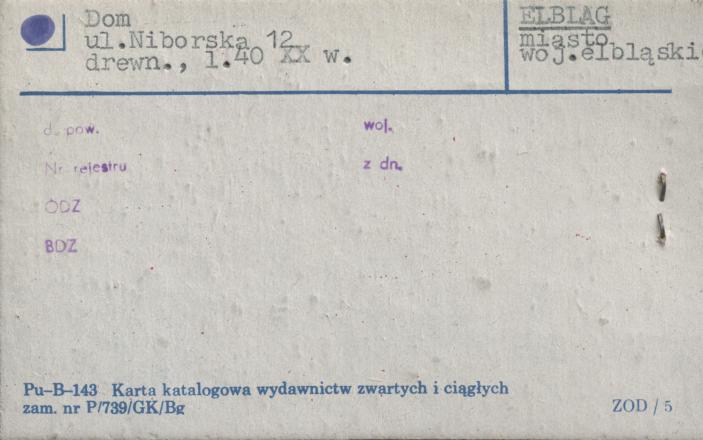 Dom
ul.Niborska 12
drewn., l.40 XX w.
ELBLĄG
miasto
woj.elbląski
d. pow.
woj.
Nr rejestru
z dn.
ODZ
BDZ
Pu–B–143 Karta katalogowa wydawnictw zwartych i ciągłych
zam. nr P/739/GK/Bg
ZOD / 5